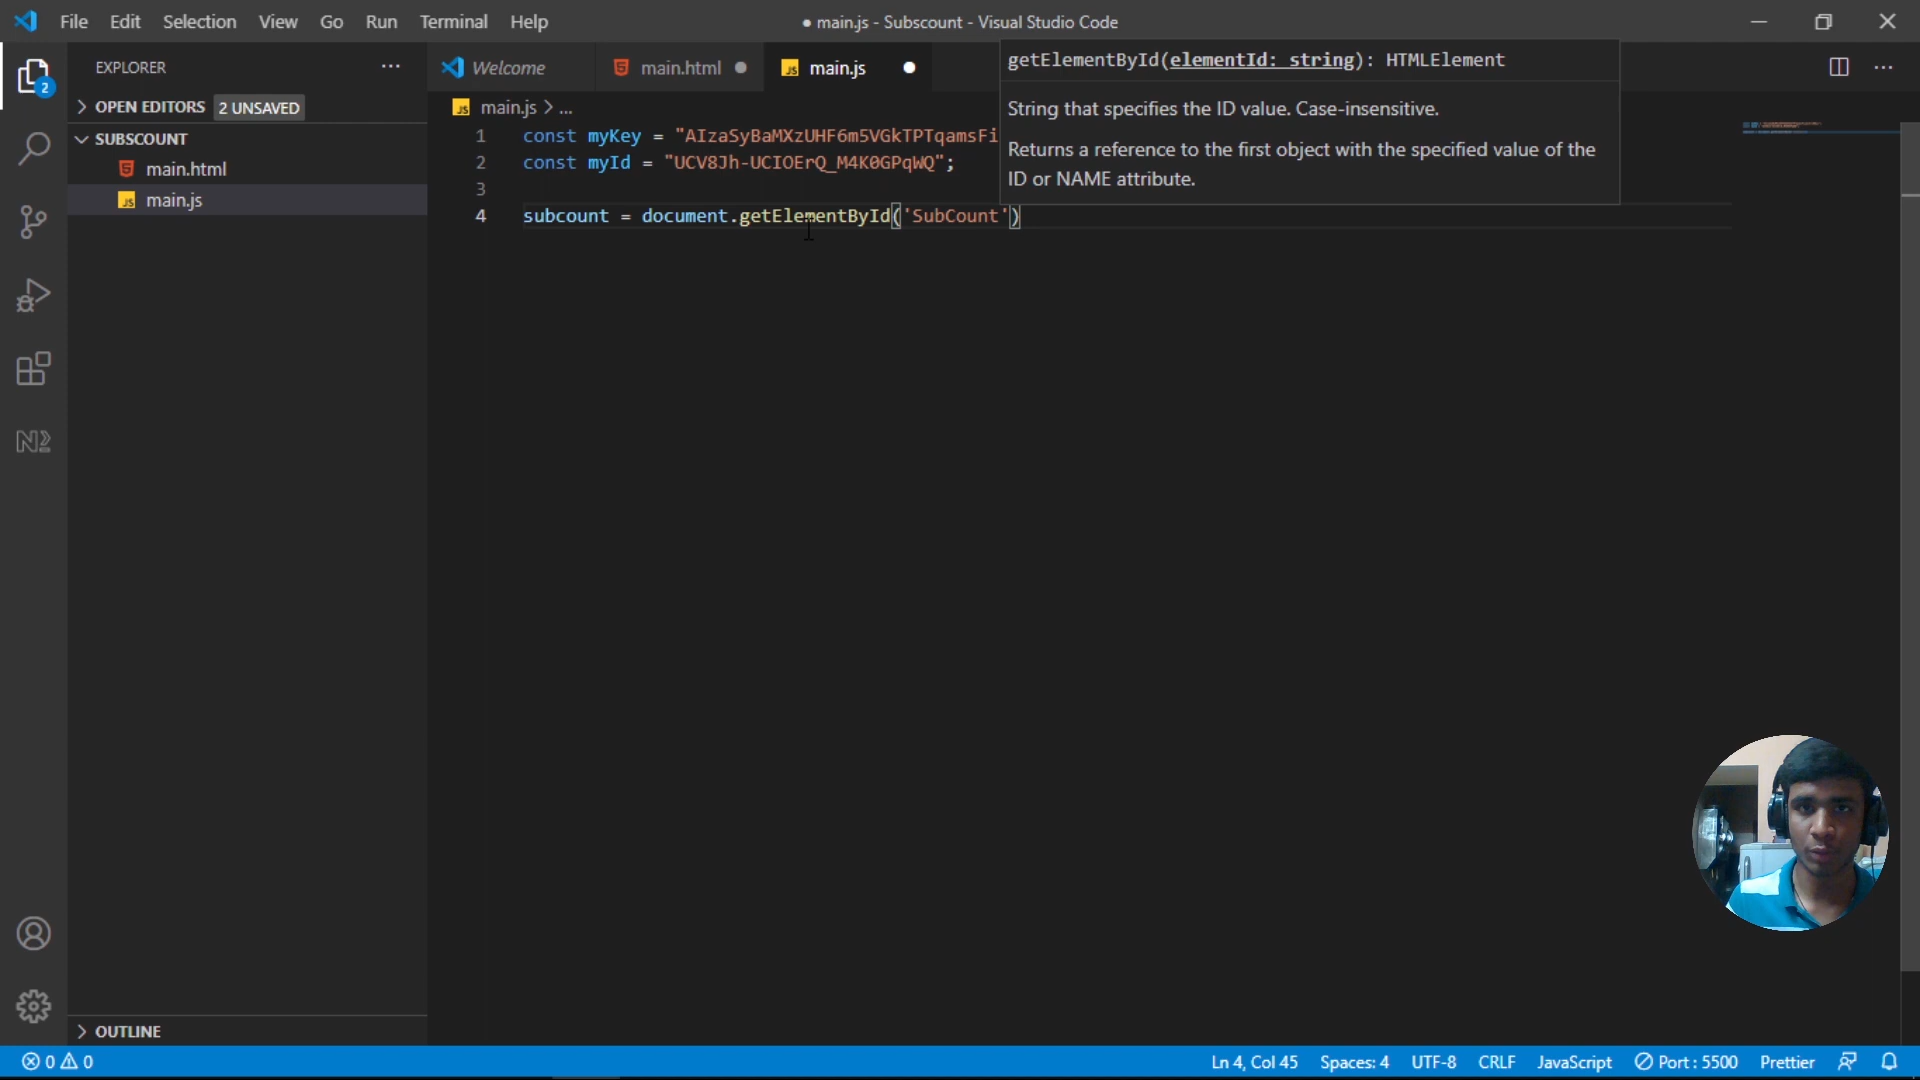 File Edit Selection View Go Run Terminal Help
● main.js - Subscount - Visual Studio Code
EXPLORER
OPEN EDITORS 2 UNSAVED
SUBSCOUNT
main.html
main.js
OUTLINE
Welcome main.html main.js
main.js > ...
1 const myKey = "AIzaSyBaMXzUHF6m5VGkTPTqamsFi
2 const myId = "UCV8Jh-UCIOErQ_M4K0GPqWQ";
3
4 subcount = document.getElementById('SubCount')
getElementById(elementId: string): HTMLElement
String that specifies the ID value. Case-insensitive.
Returns a reference to the first object with the specified value of the
ID or NAME attribute.
2
0 0 Ln 4, Col 45 Spaces: 4 UTF-8 CRLF JavaScript Port : 5500 Prettier